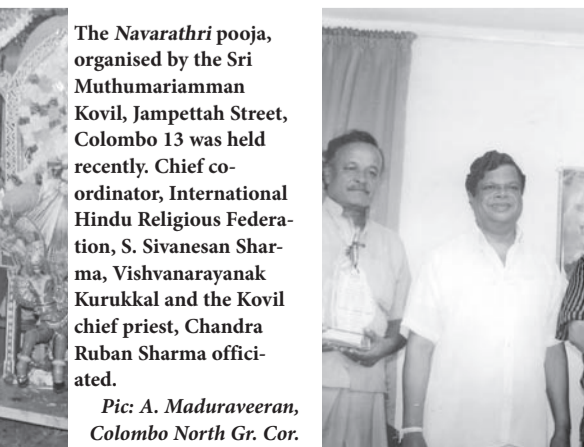 The Navarathri pooja,
organised by the Sri
Muthumariamman
Kovil, Jampettah Street,
Colombo 13 was held
recently. Chief co-
ordinator, International
Hindu Religious Federa-
tion, S. Sivanesan Shar-
ma, Vishvanarayanak
Kurukkal and the Kovil
chief priest, Chandra
Ruban Sharma offici-
ated.
Pic: A. Maduraveeran,
Colombo North Gr. Cor.